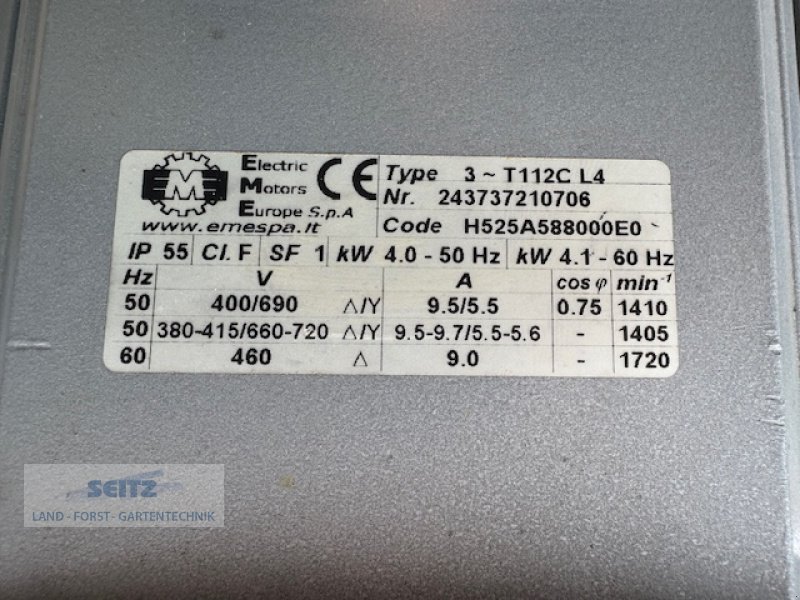 EME
Electric
Motors
Europe S.p.A
www.emespa.it
CE
Type 3 ~ T112C L4
Nr. 243737210706
Code H525A588000E0
IP 55 Cl. F SF 1 kW 4.0 - 50 Hz kW 4.1 - 60 Hz
Hz V A cos φ min⁻¹
50 400/690 △/Y 9.5/5.5 0.75 1410
50 380-415/660-720 △/Y 9.5-9.7/5.5-5.6 - 1405
60 460 △ 9.0 - 1720
SEITZ
LAND - FORST - GARTENTECHNIK